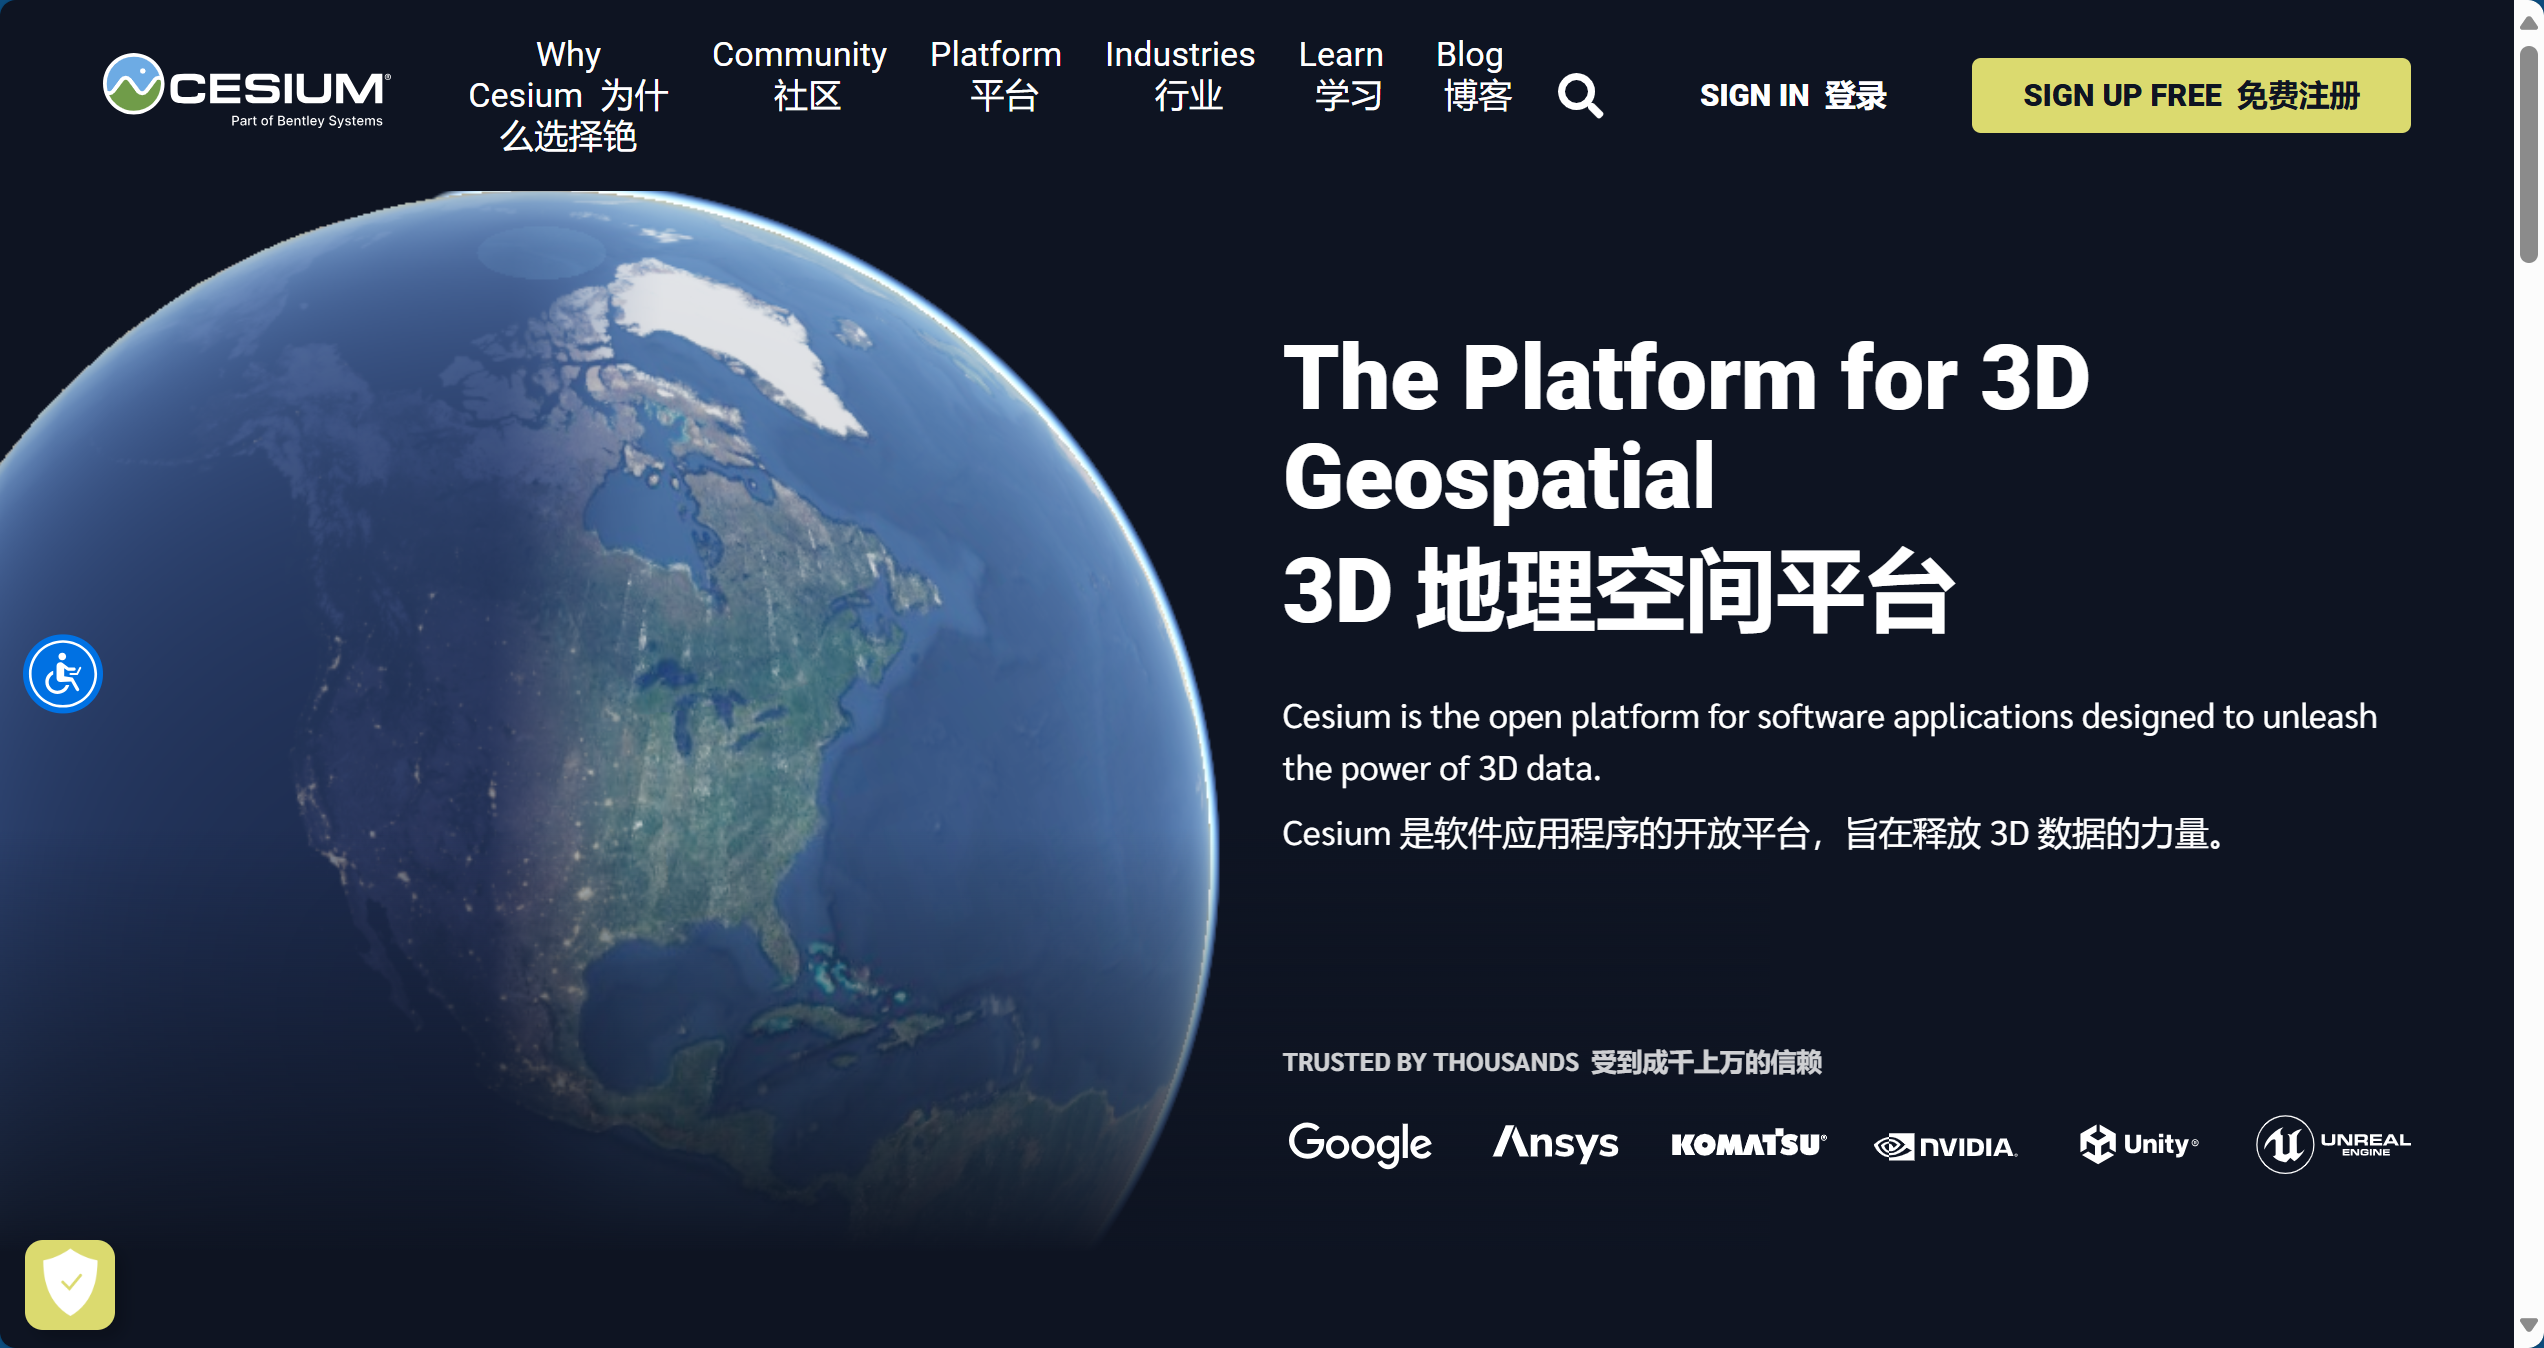 CESIUM®
Part of Bentley Systems
Why
Cesium 为什
么选择铯
Community
社区
Platform
平台
Industries
行业
Learn
学习
Blog
博客
SIGN IN 登录
SIGN UP FREE 免费注册
The Platform for 3D
Geospatial
3D 地理空间平台
Cesium is the open platform for software applications designed to unleash
the power of 3D data.
Cesium 是软件应用程序的开放平台，旨在释放 3D 数据的力量。
TRUSTED BY THOUSANDS 受到成千上万的信赖
Google
Ansys
KOMATSU®
NVIDIA.
Unity®
UNREAL
ENGINE